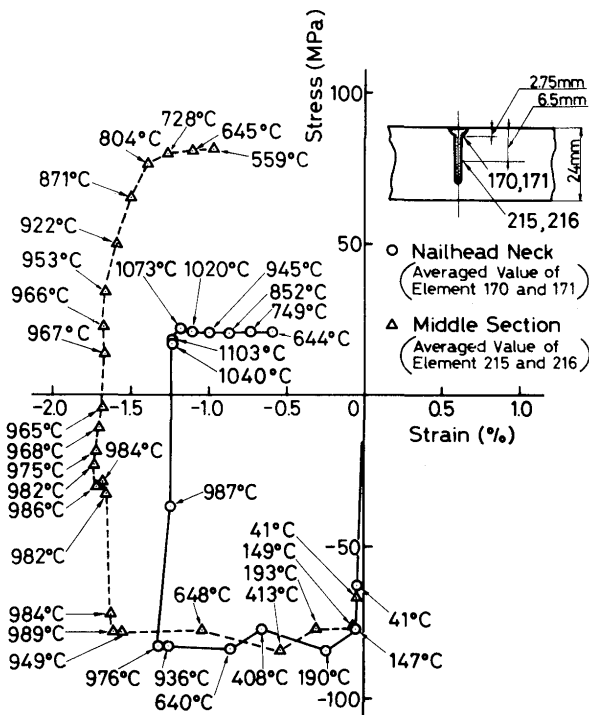 Stress (MPa)
100
728°C
804°C
645°C
559°C
871°C
922°C
953°C
966°C
967°C
2.75mm
6.5mm
24mm
170,171
215,216
50
1073°C
1020°C
945°C
852°C
749°C
644°C
1103°C
1040°C
○ Nailhead Neck
(Averaged Value of
Element 170 and 171)
△ Middle Section
(Averaged Value of
Element 215 and 216)
-2.0
-1.5
-1.0
-0.5
0
0.5
1.0
Strain (%)
965°C
968°C
975°C
982°C
986°C
984°C
982°C
987°C
984°C
989°C
949°C
648°C
413°C
193°C
149°C
41°C
-50
41°C
147°C
976°C
936°C
640°C
408°C
190°C
-100